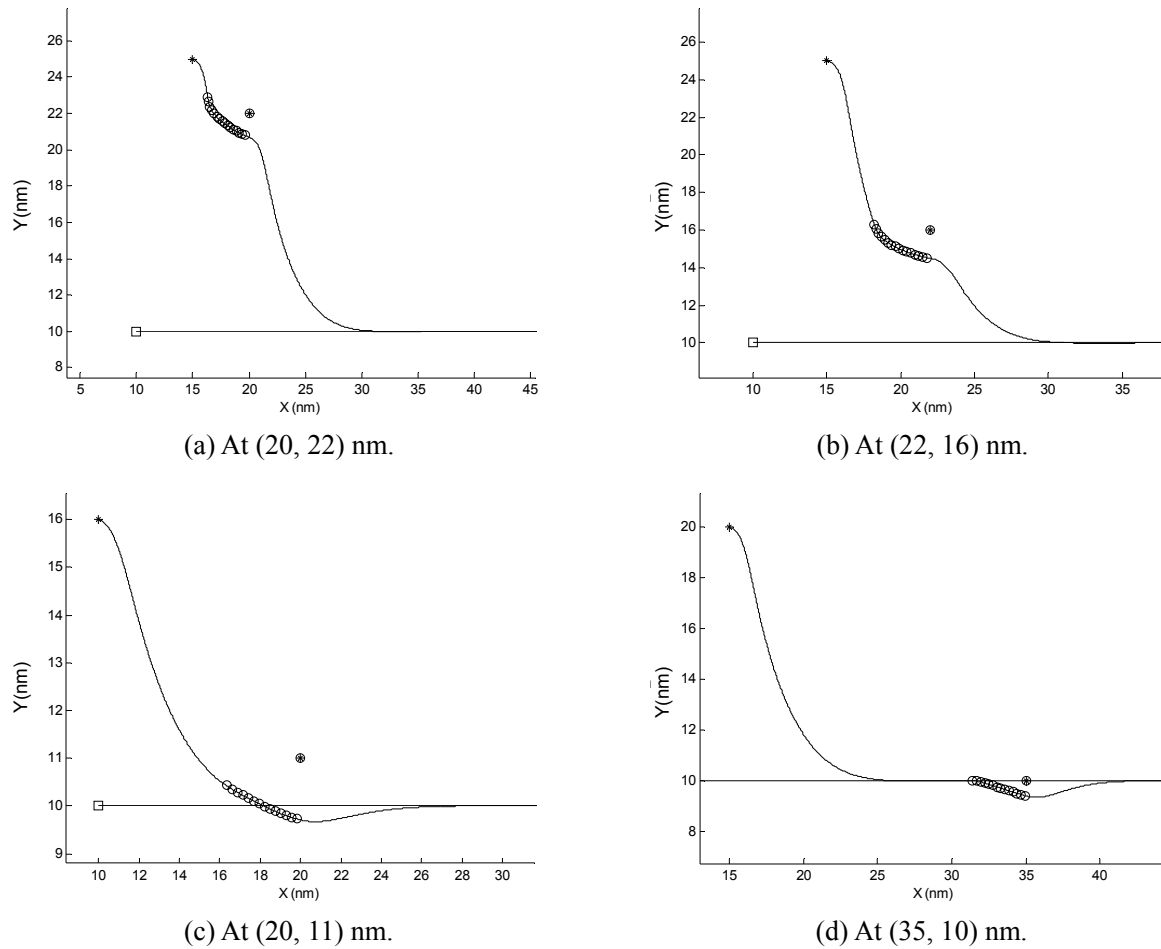 26
24
22
20
18
16
14
12
10
8
Y(nm)
5 10 15 20 25 30 35 40 45
X (nm)
(a) At (20, 22) nm.
26
24
22
20
18
16
14
12
10
8
Y(nm)
10 15 20 25 30 35
X (nm)
(b) At (22, 16) nm.
16
15
14
13
12
11
10
9
Y(nm)
10 12 14 16 18 20 22 24 26 28 30
X (nm)
(c) At (20, 11) nm.
20
18
16
14
12
10
8
Y(nm)
15 20 25 30 35 40
X (nm)
(d) At (35, 10) nm.